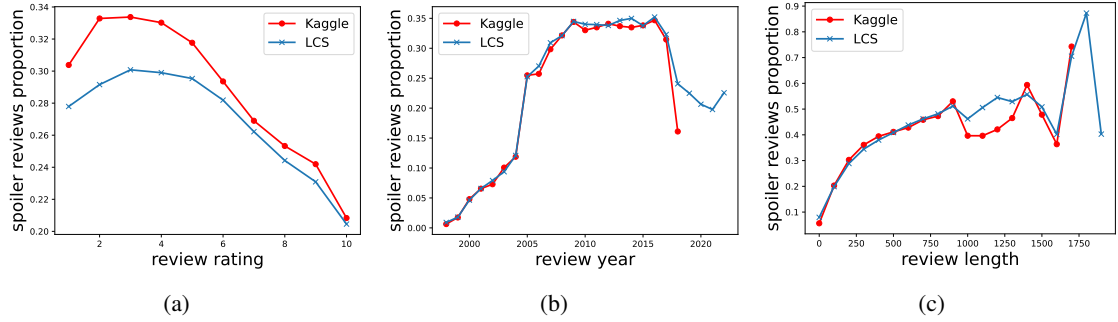 spoiler reviews proportion
0.34
0.32
0.30
0.28
0.26
0.24
0.22
0.20
2 4 6 8 10
review rating
Kaggle
LCS
(a)
spoiler reviews proportion
0.35
0.30
0.25
0.20
0.15
0.10
0.05
0.00
2000 2005 2010 2015 2020
review year
Kaggle
LCS
(b)
spoiler reviews proportion
0.9
0.8
0.7
0.6
0.5
0.4
0.3
0.2
0.1
0 250 500 750 1000 1250 1500 1750
review length
Kaggle
LCS
(c)